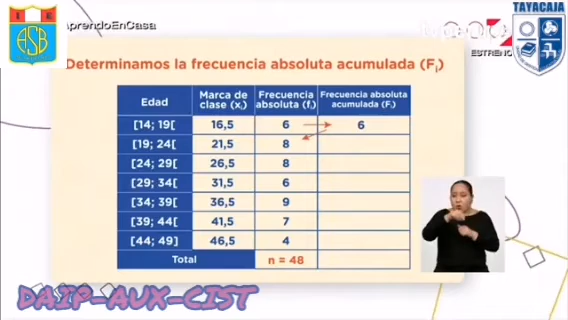 TAYACAJA
ASB
AprendoEnCasa
ESTRENO
Determinamos la frecuencia absoluta acumulada (Fi)
Edad Marca de clase (xi) Frecuencia absoluta (fi) Frecuencia absoluta acumulada (Fi)
[14; 19[ 16,5 6 6
[19; 24[ 21,5 8
[24; 29[ 26,5 8
[29; 34[ 31,5 6
[34; 39[ 36,5 9
[39; 44[ 41,5 7
[44; 49] 46,5 4
Total n = 48
DAIP-AUX-CIST